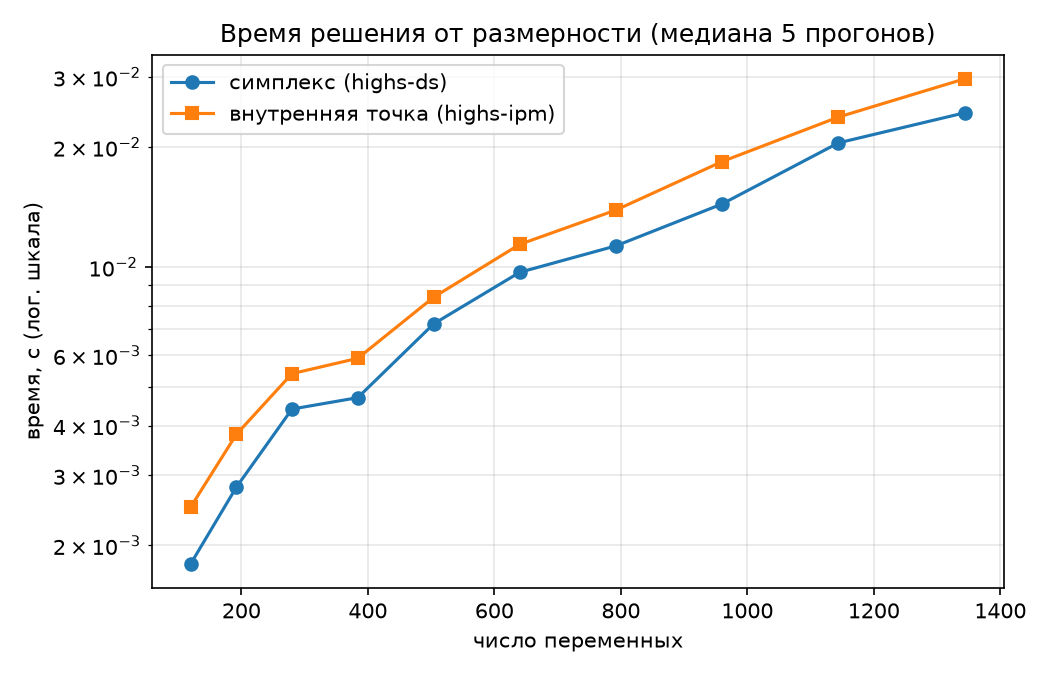 Время решения от размерности (медиана 5 прогонов)
симплекс (highs-ds)
внутренняя точка (highs-ipm)
время, с (лог. шкала)
3 × 10⁻²
2 × 10⁻²
10⁻²
6 × 10⁻³
4 × 10⁻³
3 × 10⁻³
2 × 10⁻³
200 400 600 800 1000 1200 1400
число переменных